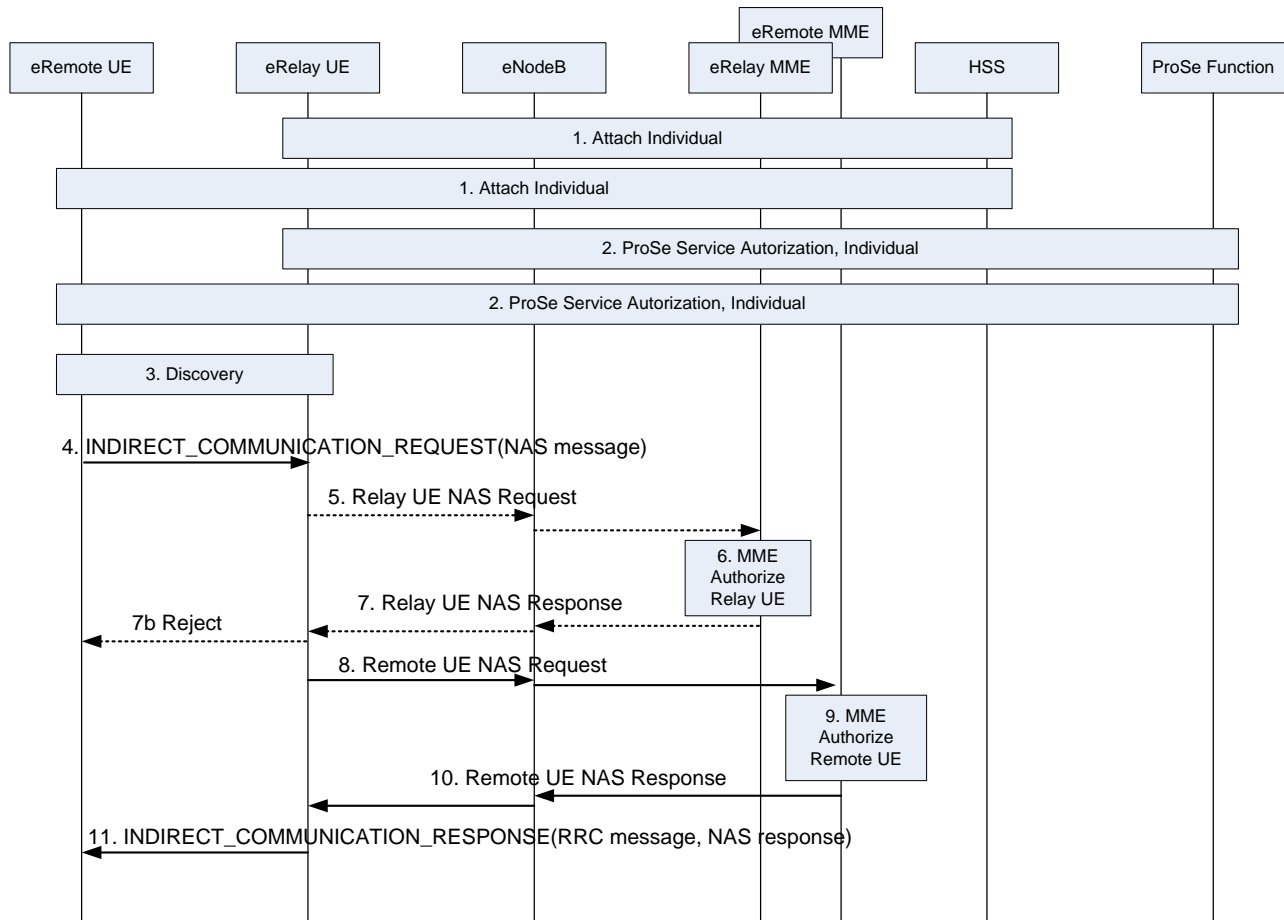 eRemote MME
eRemote UE
eRelay UE
eNodeB
eRelay MME
HSS
ProSe Function
1. Attach Individual
1. Attach Individual
2. ProSe Service Autorization, Individual
2. ProSe Service Autorization, Individual
3. Discovery
4. INDIRECT_COMMUNICATION_REQUEST(NAS message)
5. Relay UE NAS Request
6. MME
Authorize
Relay UE
7. Relay UE NAS Response
7b Reject
8. Remote UE NAS Request
9. MME
Authorize
Remote UE
10. Remote UE NAS Response
11. INDIRECT_COMMUNICATION_RESPONSE(RRC message, NAS response)